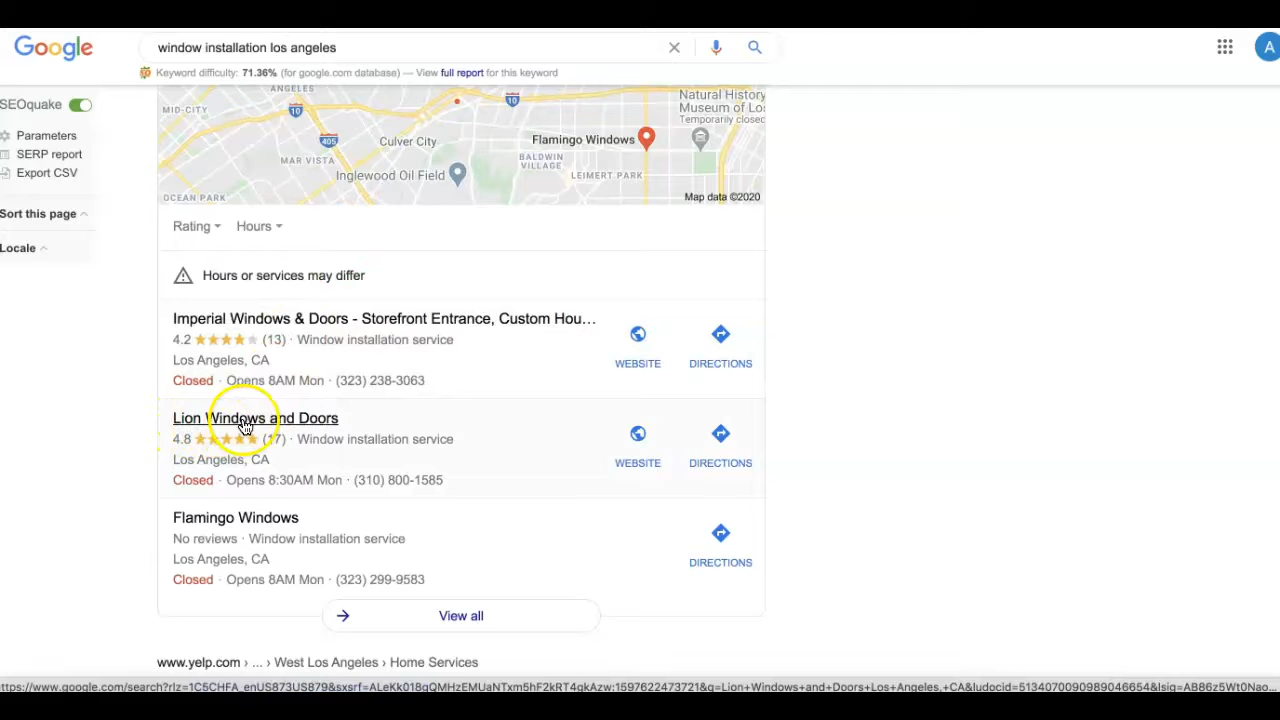 Google
window installation los angeles
A
Keyword difficulty: 71.36% (for google.com database) — View full report for this keyword
SEOquake
Parameters
SERP report
Export CSV
Sort this page
Locale
ANGELES
MID-CITY
10
10
405
Culver City
MAR VISTA
Inglewood Oil Field
OCEAN PARK
Flamingo Windows
BALDWIN
VILLAGE
LEIMERT PARK
Natural History
Museum of Los
Temporarily closed
Map data ©2020
Rating
Hours
Hours or services may differ
Imperial Windows & Doors - Storefront Entrance, Custom Hou...
4.2 (13) · Window installation service
Los Angeles, CA
Closed · Opens 8AM Mon · (323) 238-3063
WEBSITE
DIRECTIONS
Lion Windows and Doors
4.8 (17) · Window installation service
Los Angeles, CA
Closed · Opens 8:30AM Mon · (310) 800-1585
WEBSITE
DIRECTIONS
Flamingo Windows
No reviews · Window installation service
Los Angeles, CA
Closed · Opens 8AM Mon · (323) 299-9583
DIRECTIONS
View all
www.yelp.com › ... › West Los Angeles › Home Services